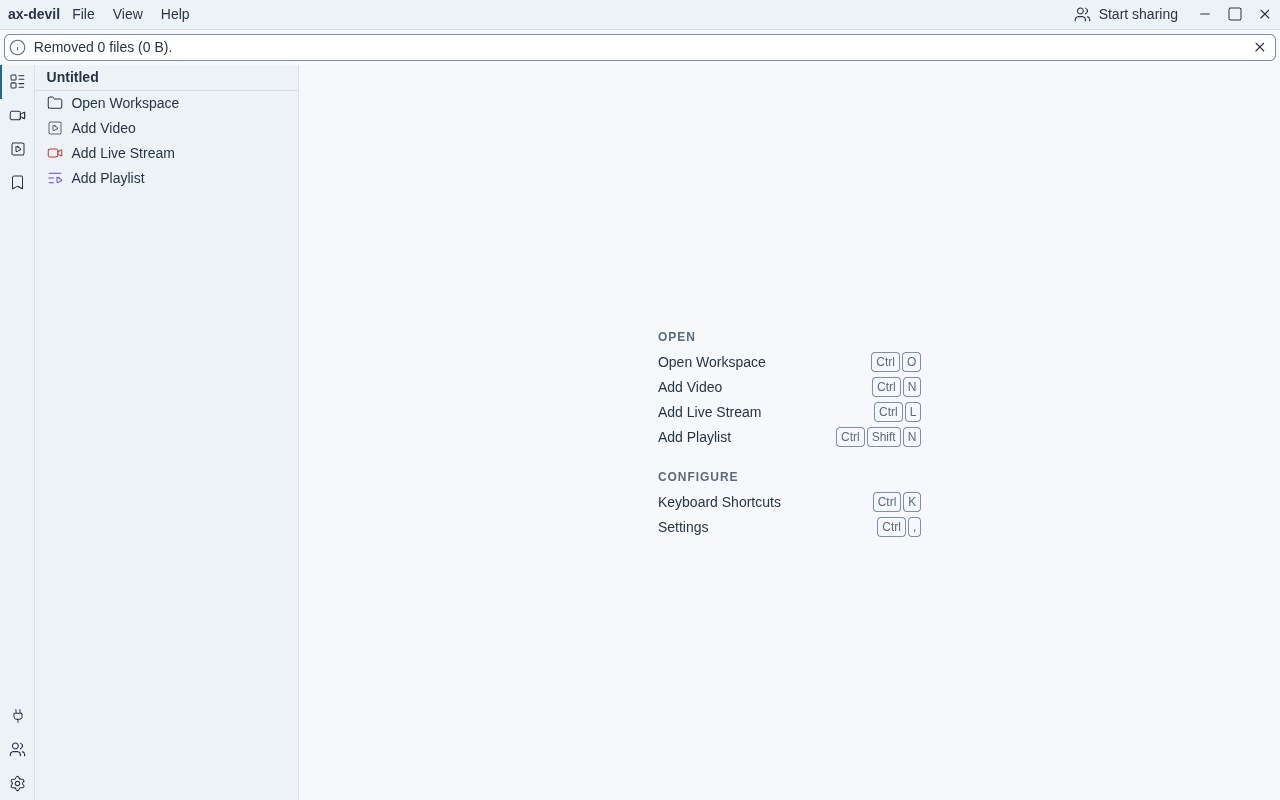 ax-devil File View Help Start sharing
Removed 0 files (0 B).
Untitled
Open Workspace
Add Video
Add Live Stream
Add Playlist
OPEN
Open Workspace Ctrl O
Add Video Ctrl N
Add Live Stream Ctrl L
Add Playlist Ctrl Shift N
CONFIGURE
Keyboard Shortcuts Ctrl K
Settings Ctrl ,